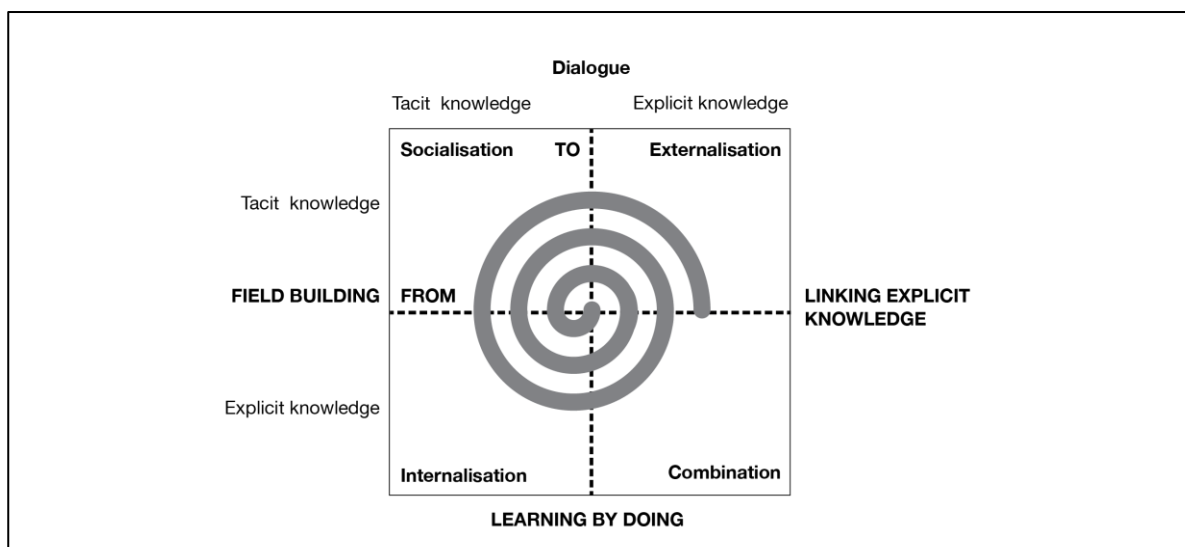 Dialogue
Tacit knowledge Explicit knowledge
Socialisation TO Externalisation
Tacit knowledge
FIELD BUILDING FROM LINKING EXPLICIT
KNOWLEDGE
Explicit knowledge
Internalisation Combination
LEARNING BY DOING